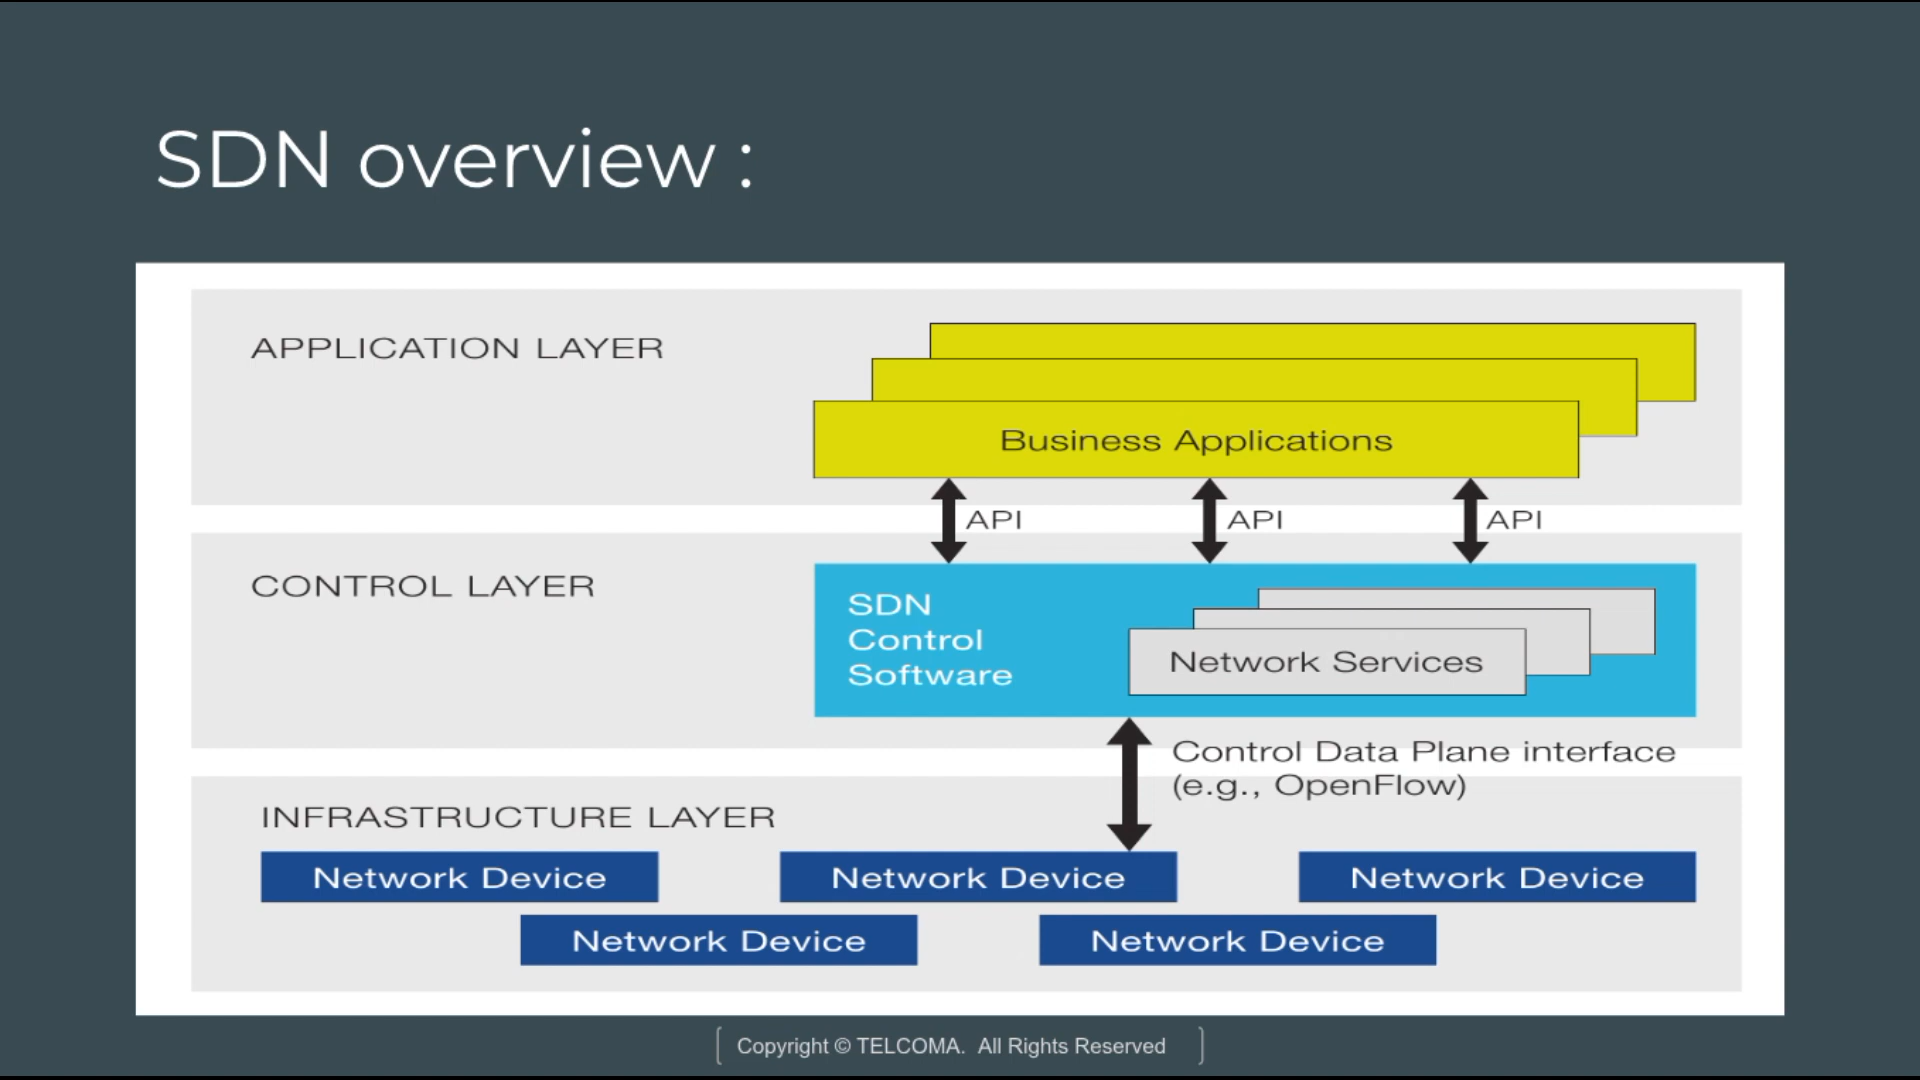 SDN overview :
APPLICATION LAYER
Business Applications
API
API
API
CONTROL LAYER
SDN
Control
Software
Network Services
Control Data Plane interface
(e.g., OpenFlow)
INFRASTRUCTURE LAYER
Network Device
Network Device
Network Device
Network Device
Network Device
Copyright © TELCOMA. All Rights Reserved